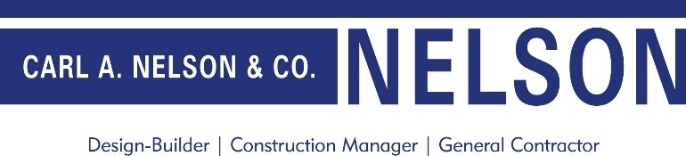 CARL A. NELSON & CO.
NELSON
Design-Builder | Construction Manager | General Contractor